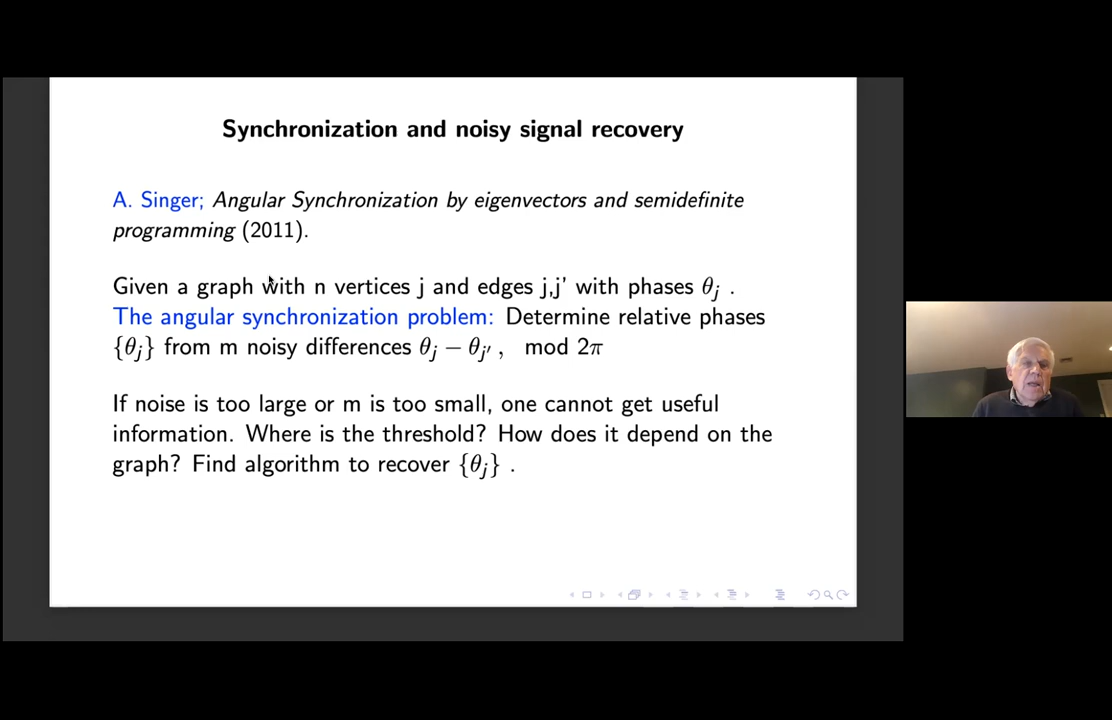 Synchronization and noisy signal recovery
A. Singer; Angular Synchronization by eigenvectors and semidefinite
programming (2011).
Given a graph with n vertices j and edges j,j' with phases θ_j .
The angular synchronization problem: Determine relative phases
{θ_j} from m noisy differences θ_j − θ_j′ , mod 2π
If noise is too large or m is too small, one cannot get useful
information. Where is the threshold? How does it depend on the
graph? Find algorithm to recover {θ_j} .